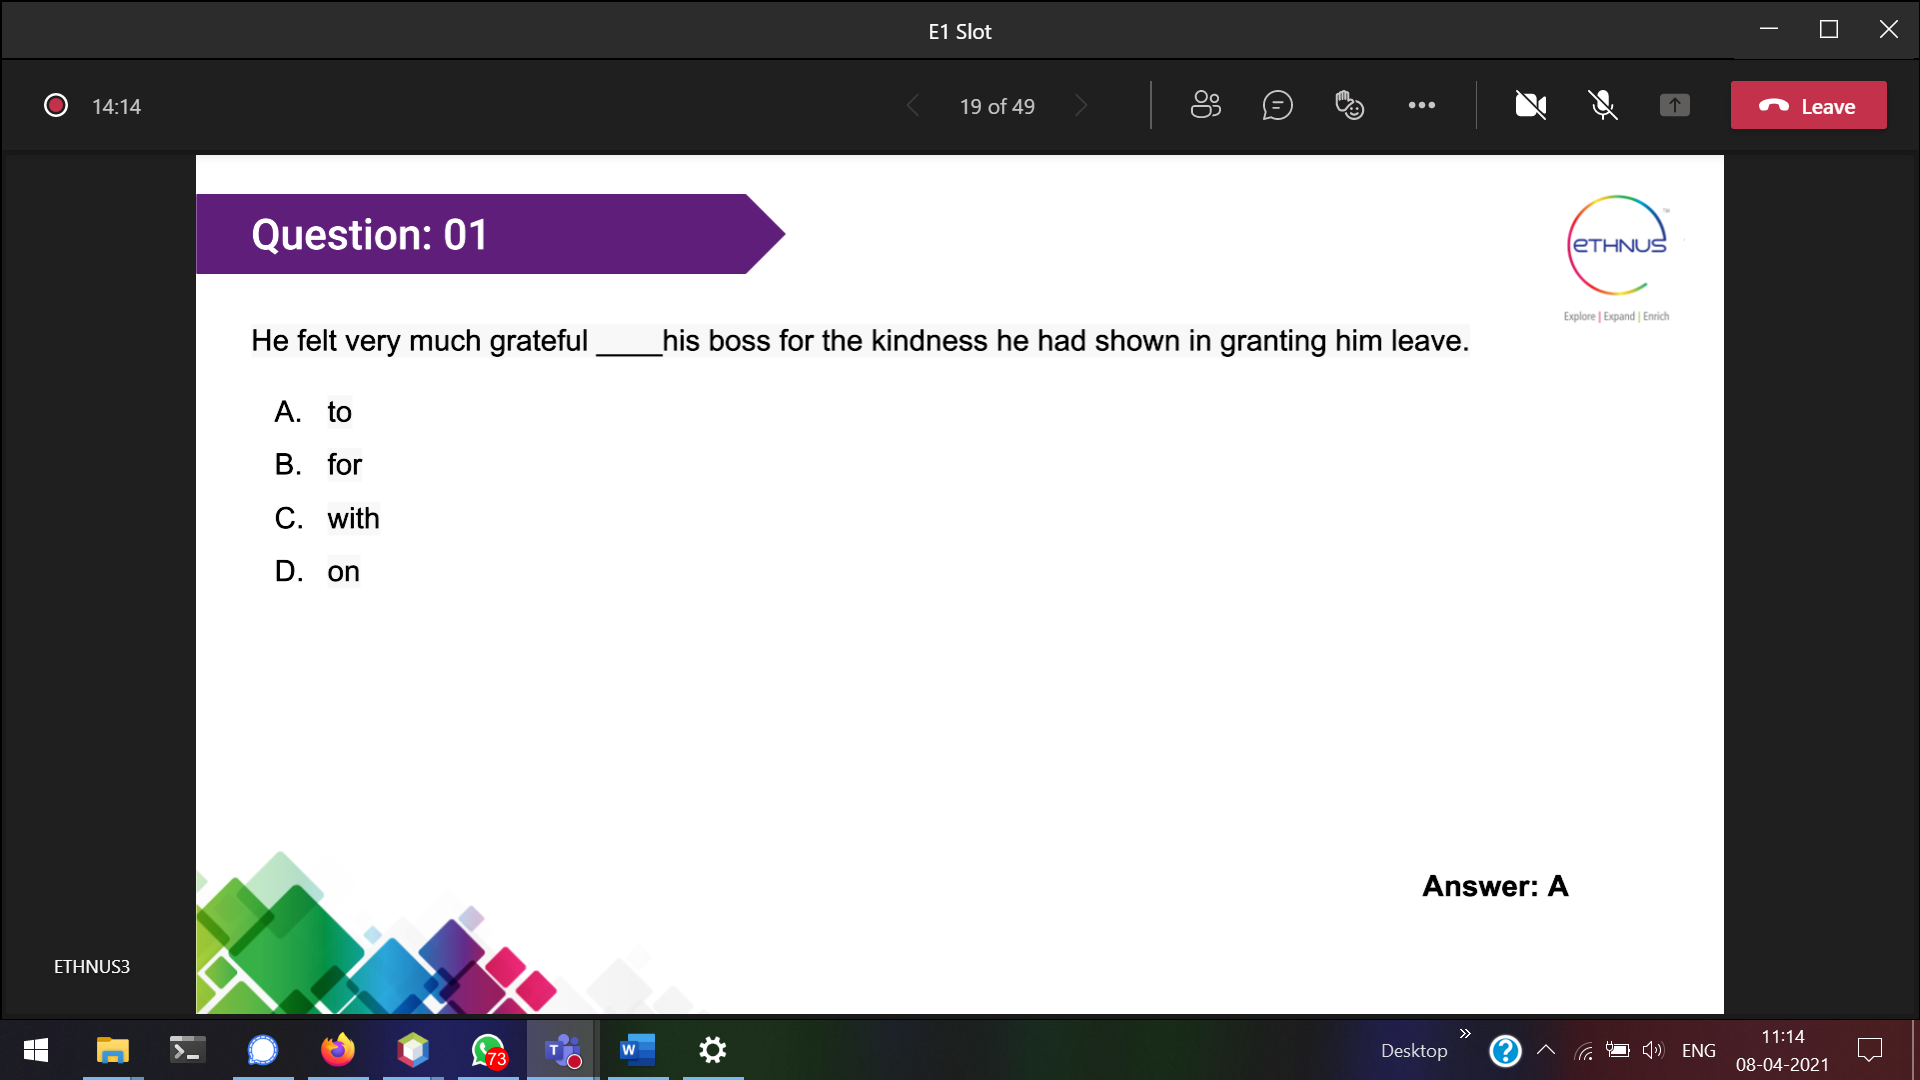 E1 Slot
14:14
19 of 49
Leave
Question: 01
eTHNUS
TM
Explore | Expand | Enrich
He felt very much grateful ____his boss for the kindness he had shown in granting him leave.
A. to
B. for
C. with
D. on
Answer: A
ETHNUS3
73
T
W
Desktop
»
?
ENG
11:14
08-04-2021